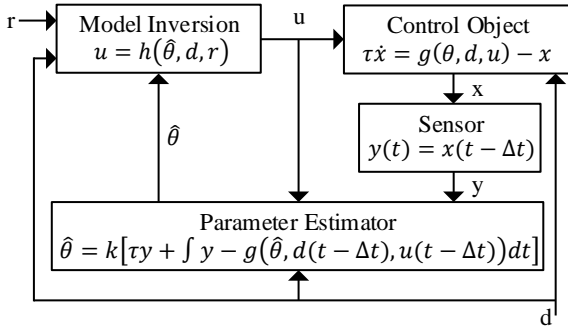 r
Model Inversion
u = h(θ̂, d, r)
u
Control Object
τẋ = g(θ, d, u) − x
x
Sensor
y(t) = x(t − Δt)
θ̂
y
Parameter Estimator
θ̂ = k[τy + ∫ y − g(θ̂, d(t − Δt), u(t − Δt))dt]
d